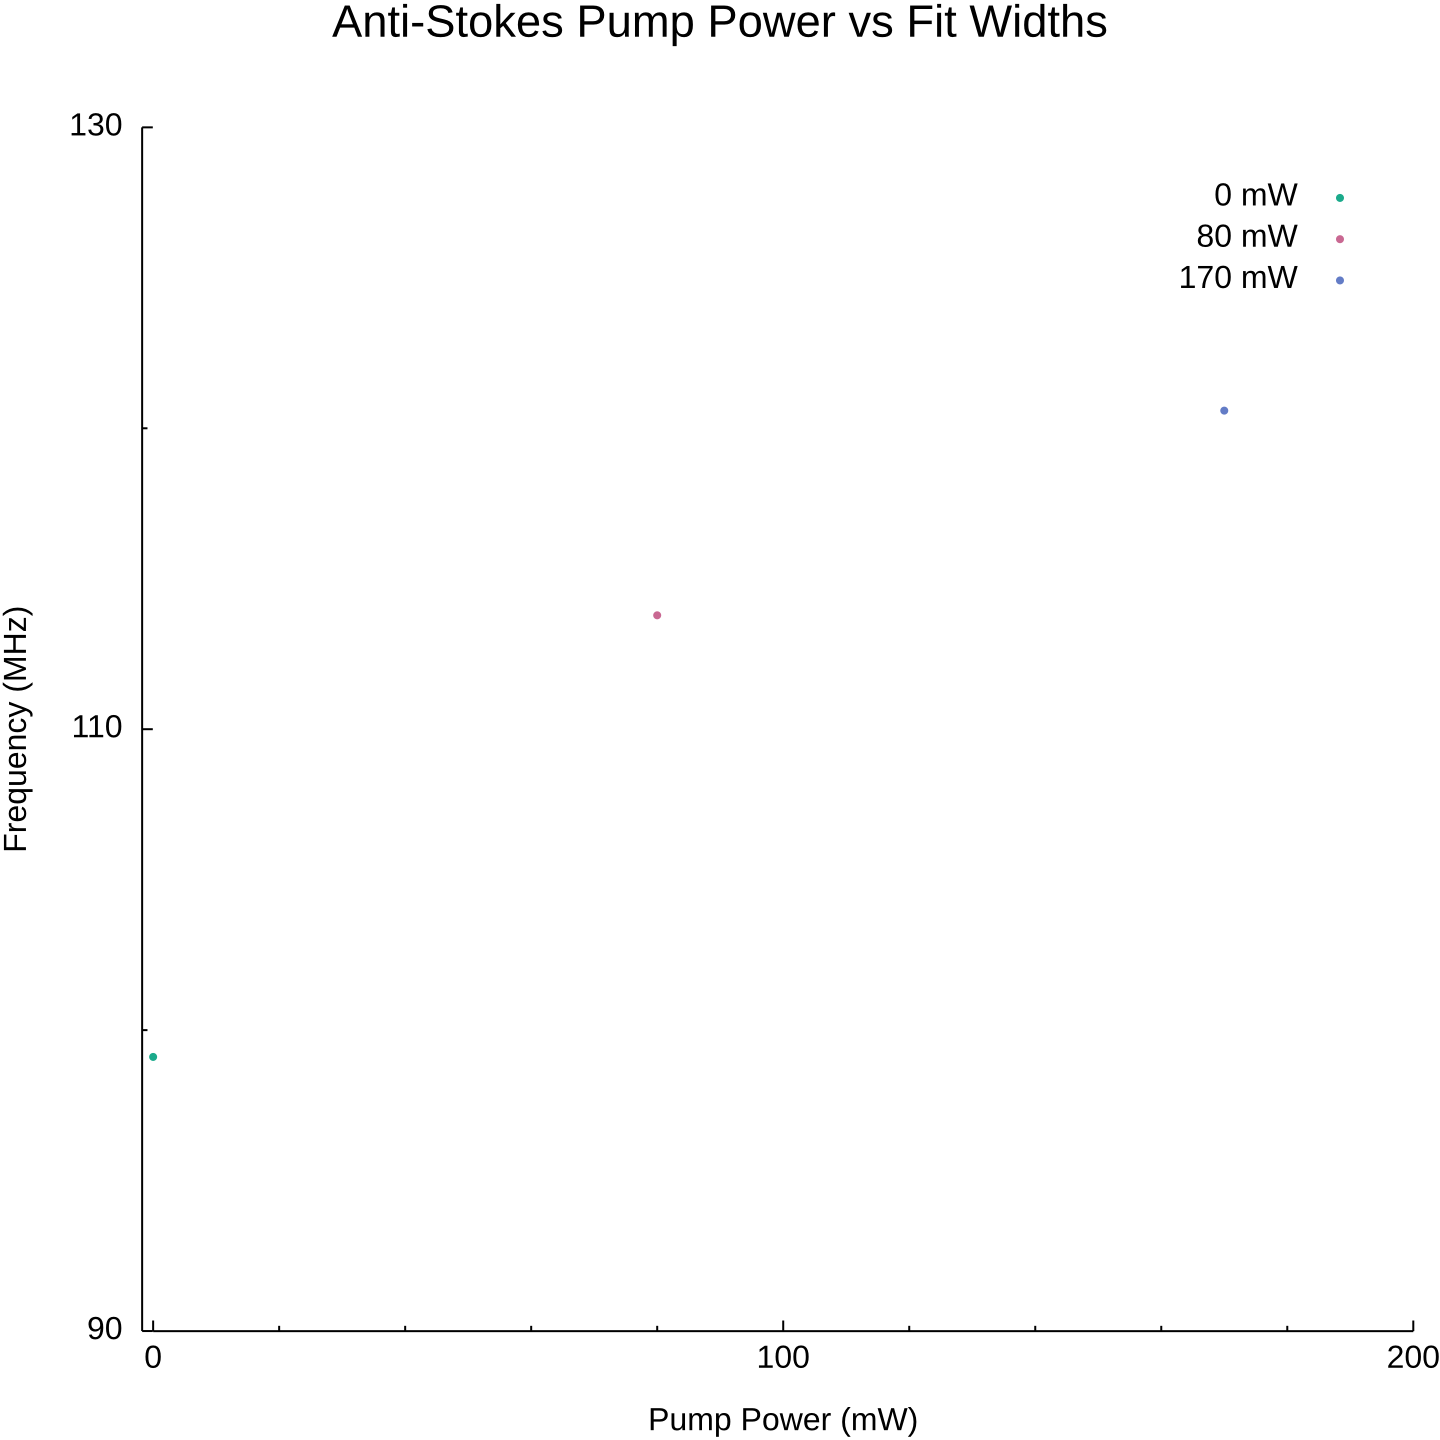 Anti-Stokes Pump Power vs Fit Widths
130
0 mW
80 mW
170 mW
110
Frequency (MHz)
90
0
100
200
Pump Power (mW)